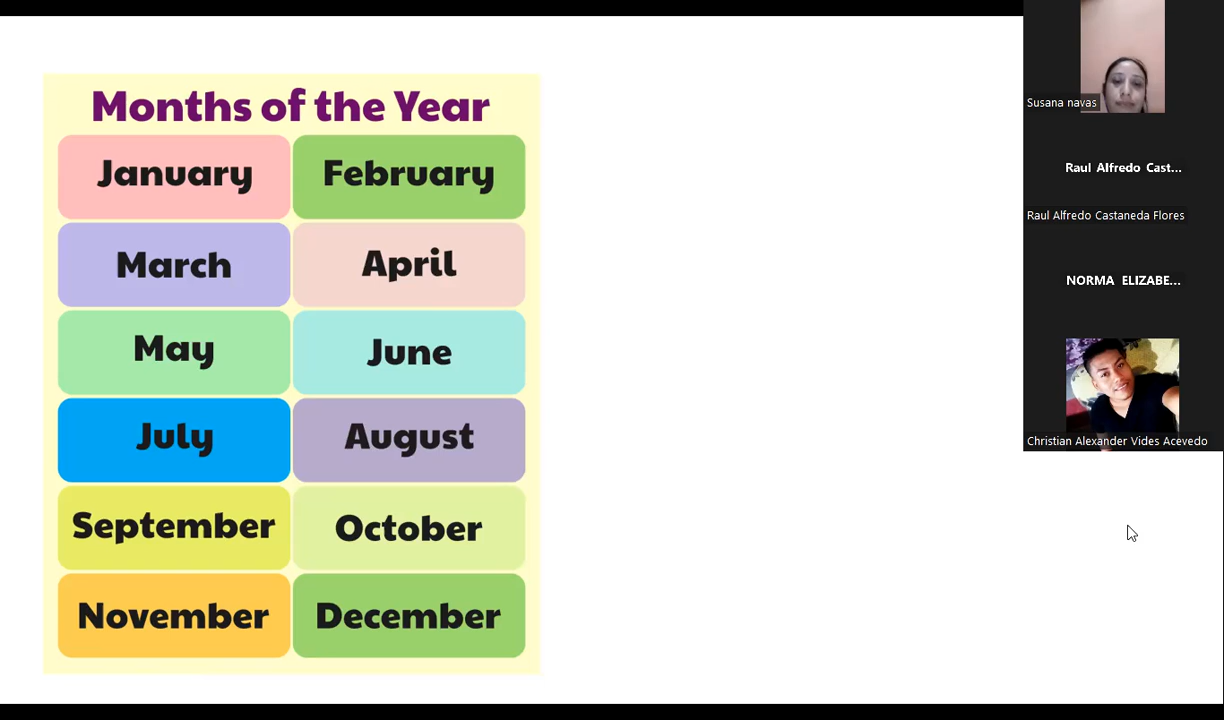 Months of the Year
January February
March April
May June
July August
September October
November December
Susana navas
Raul Alfredo Cast...
Raul Alfredo Castaneda Flores
NORMA ELIZABE...
Christian Alexander Vides Acevedo